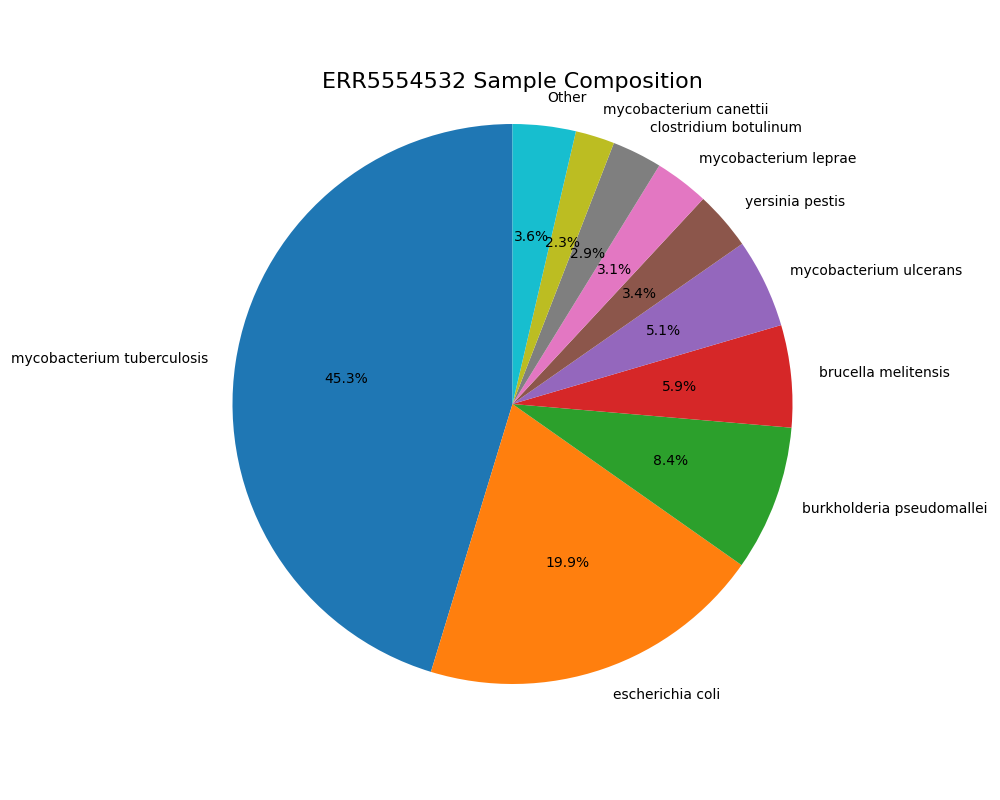 ERR5554532 Sample Composition
Other
mycobacterium canettii
clostridium botulinum
mycobacterium leprae
yersinia pestis
mycobacterium ulcerans
brucella melitensis
burkholderia pseudomallei
escherichia coli
mycobacterium tuberculosis
3.6%
2.3%
2.9%
3.1%
3.4%
5.1%
5.9%
8.4%
19.9%
45.3%